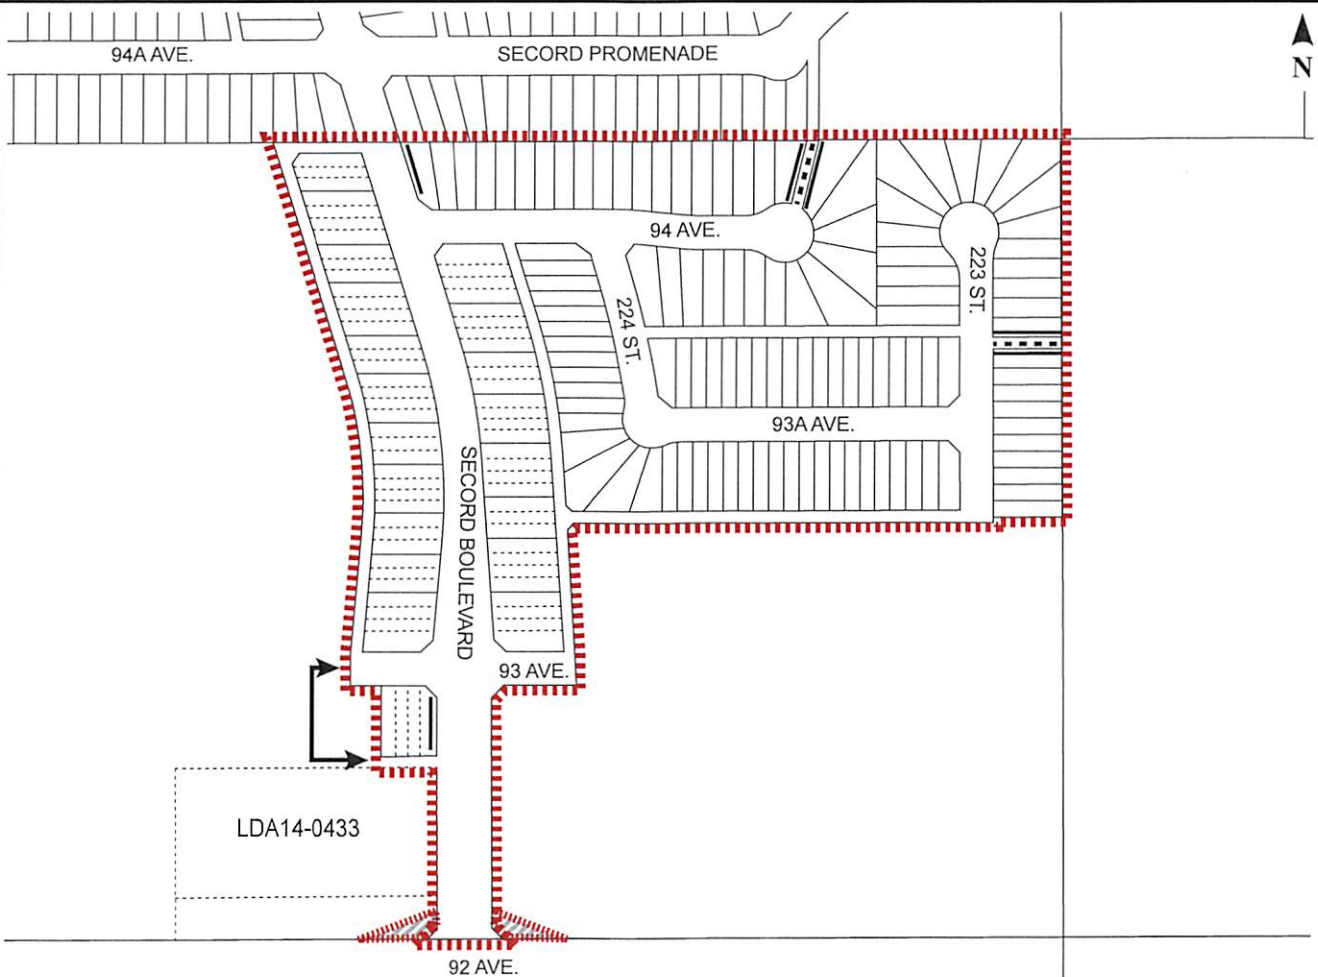 94A AVE.
SECORD PROMENADE
N
94 AVE.
223 ST.
224 ST.
93A AVE.
SECORD BOULEVARD
93 AVE.
LDA14-0433
92 AVE.